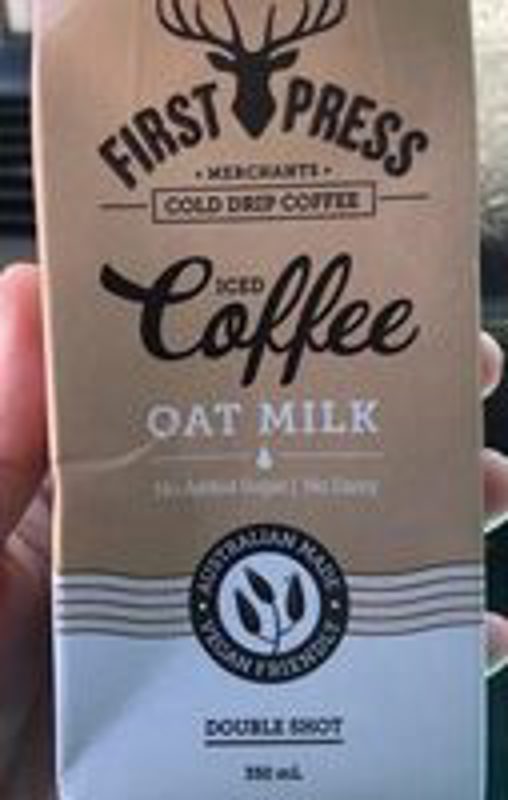 FIRST PRESS
• MERCHANTS •
COLD DRIP COFFEE
ICED
Coffee
OAT MILK
No Added Sugar | No Dairy
AUSTRALIAN MADE
• VEGAN FRIENDLY •
DOUBLE SHOT
350 mL